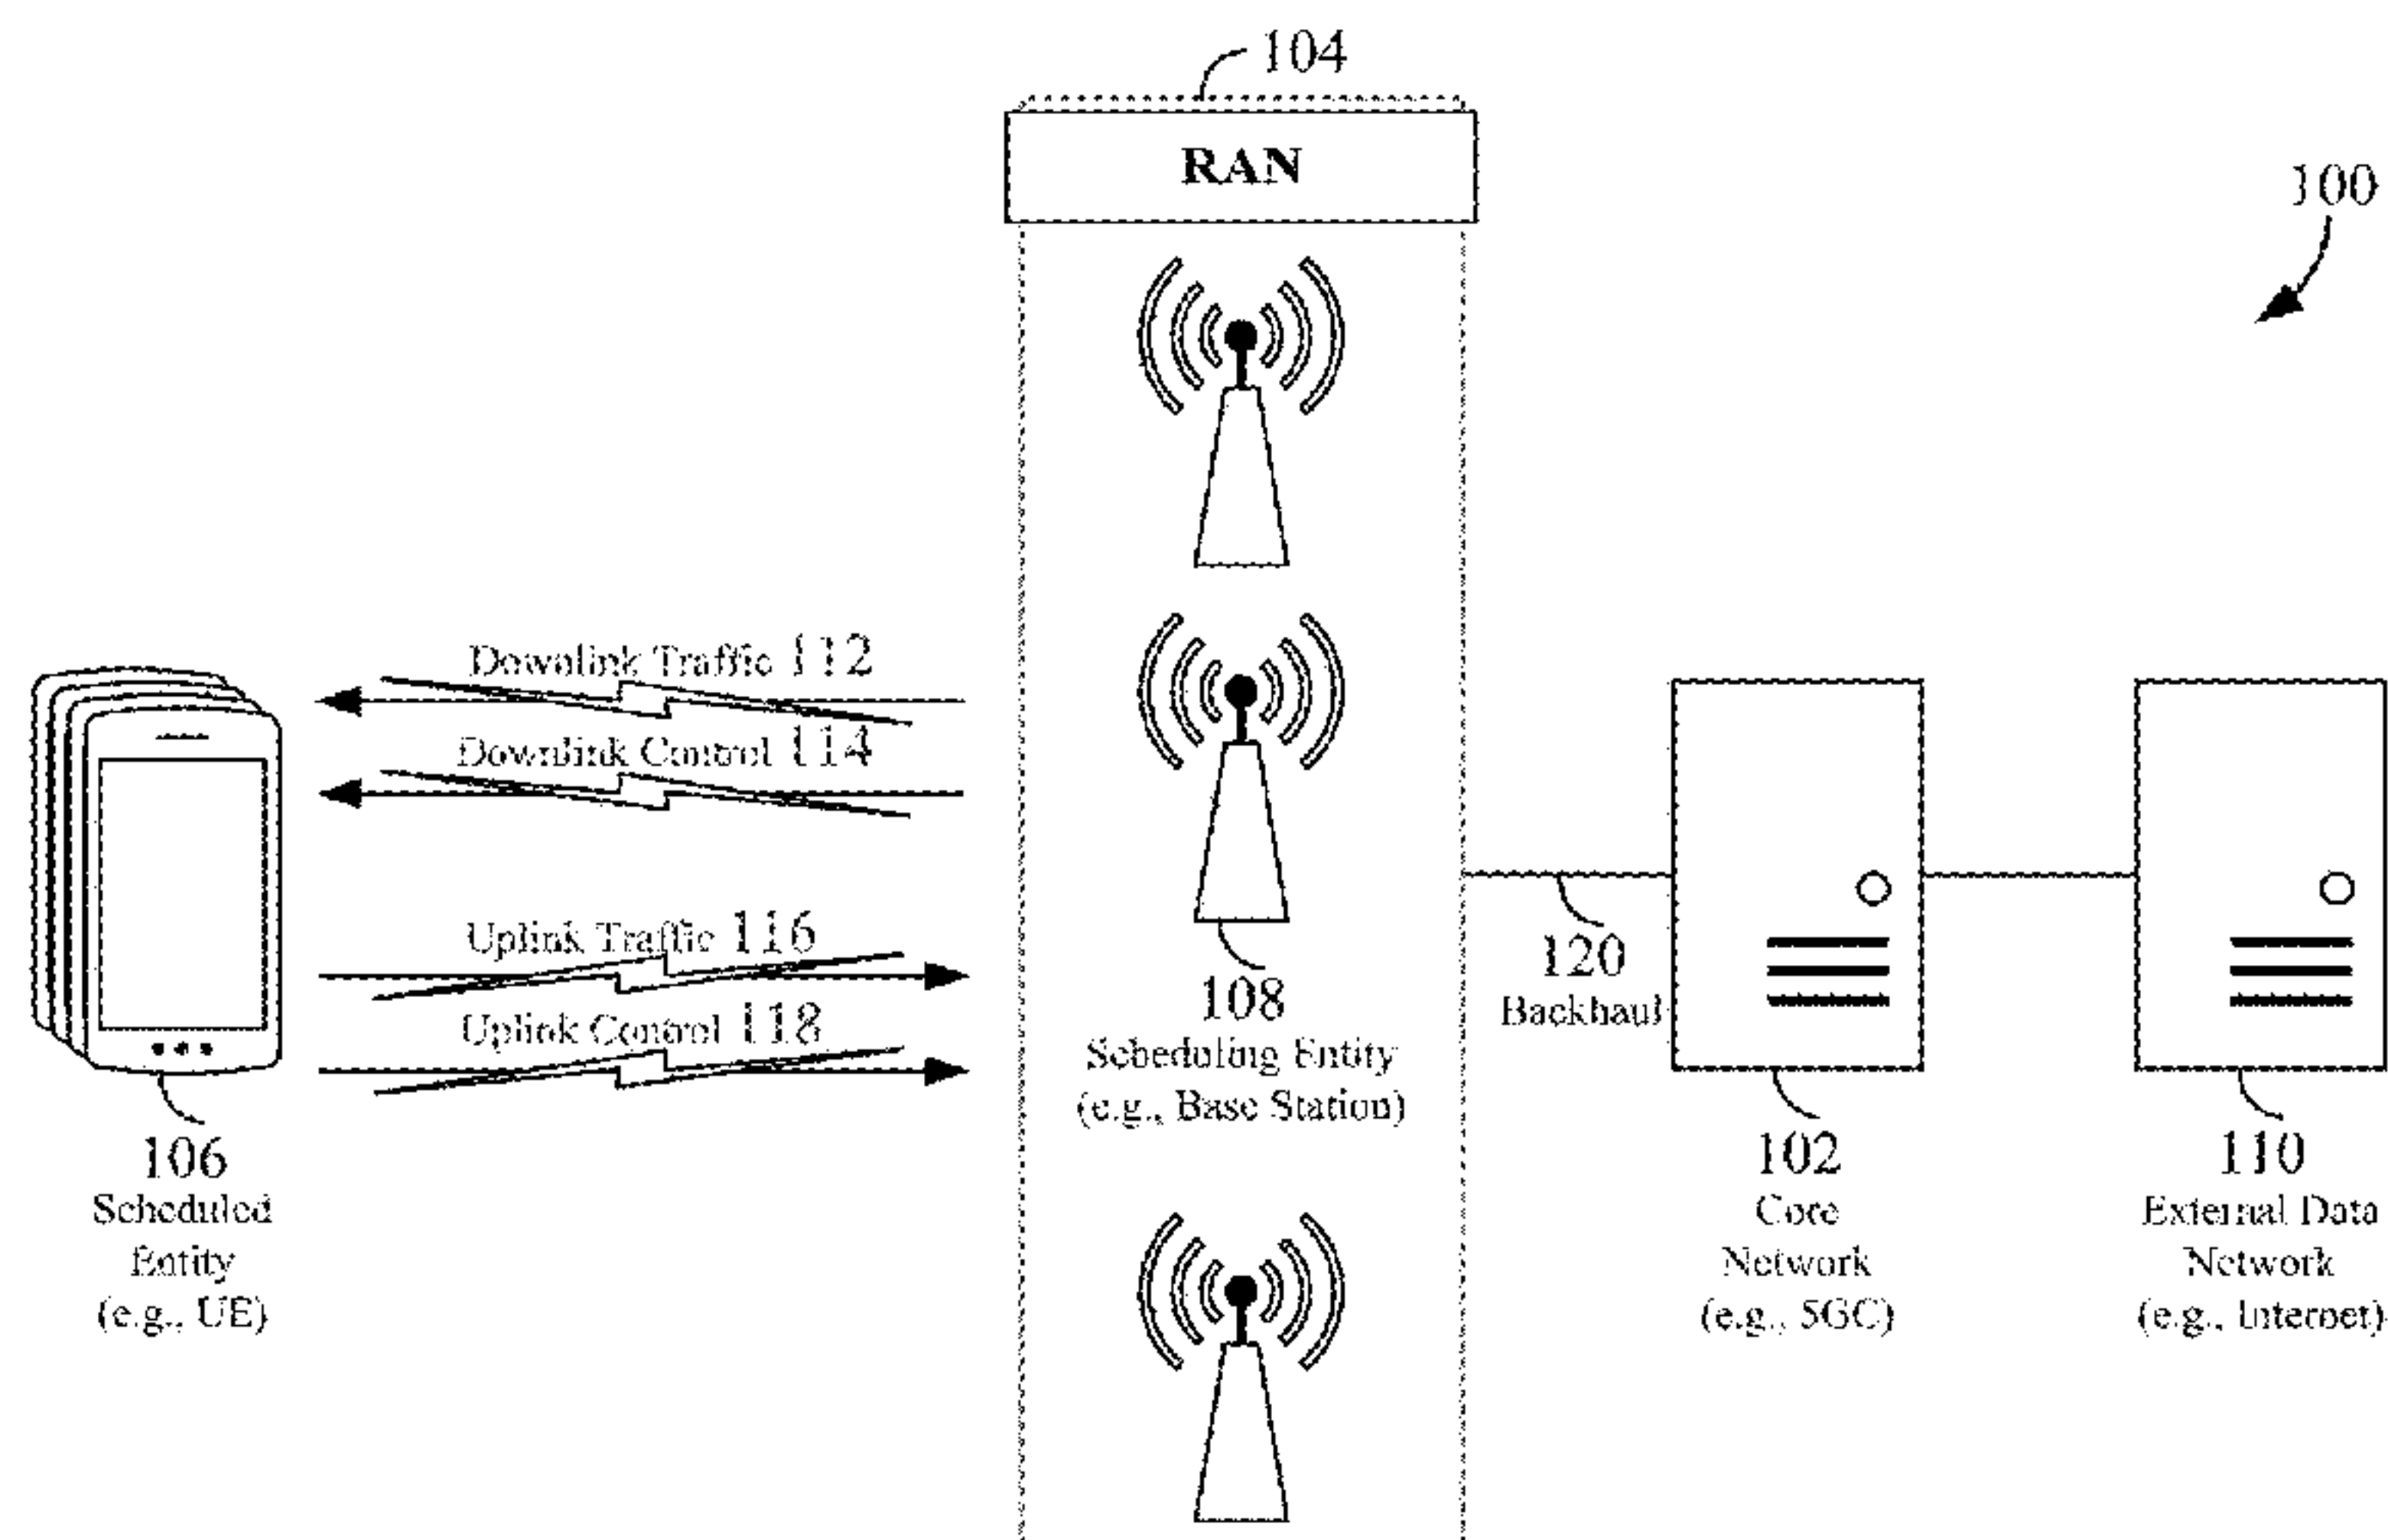 104
RAN
100
Downlink Traffic 112
Downlink Control 114
Uplink Traffic 116
Uplink Control 118
108
Scheduling Entity
(e.g., Base Station)
120
Backhaul
106
Scheduled
Entity
(e.g., UE)
102
Core
Network
(e.g., 5GC)
110
External Data
Network
(e.g., Internet)